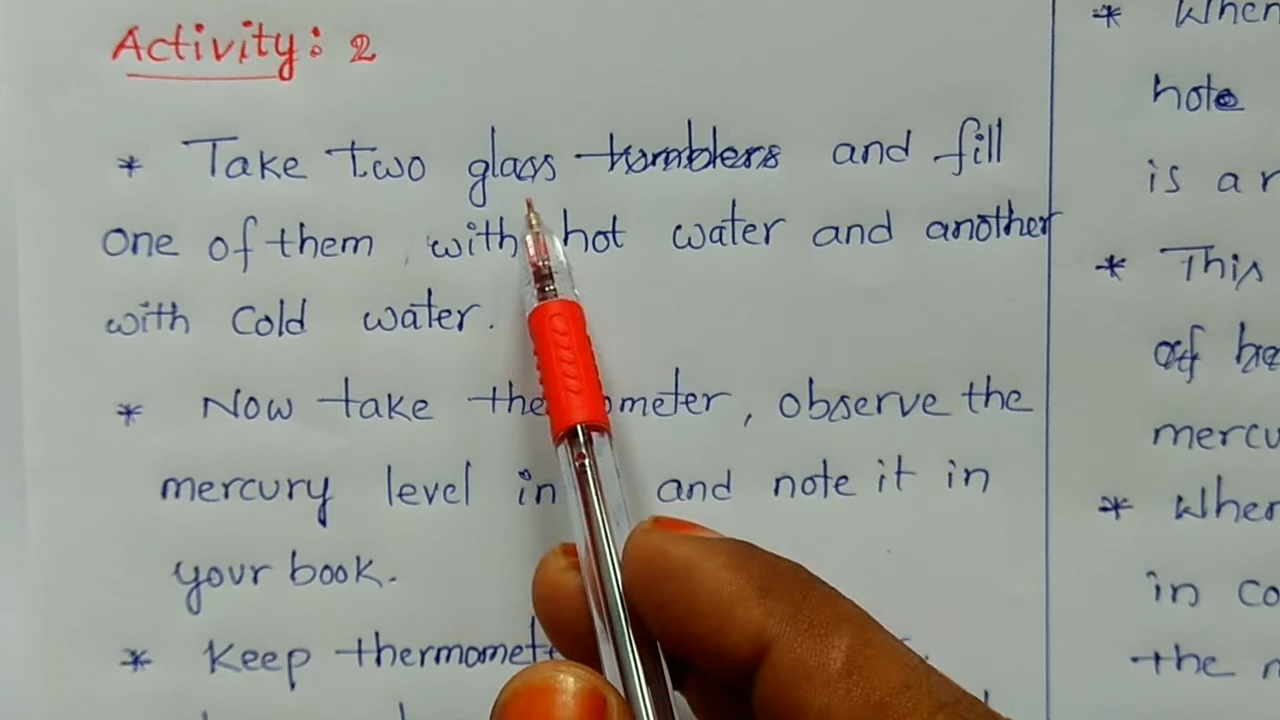 Activity: 2
* Take two glass tumblers and fill
one of them with hot water and another
with cold water.
* Now take the ometer, observe the
mercury level in and note it in
your book.
* Keep thermomet
* When
note
is a
* This
of
mercu
* When
in co
the